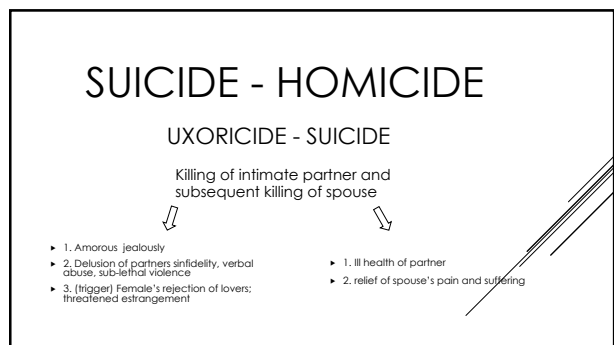 SUICIDE - HOMICIDE
UXORICIDE - SUICIDE
Killing of intimate partner and
subsequent killing of spouse
1. Amorous jealously
2. Delusion of partners sinfidelity, verbal
abuse, sub-lethal violence
3. (trigger) Female's rejection of lovers;
threatened estrangement
1. Ill health of partner
2. relief of spouse's pain and suffering